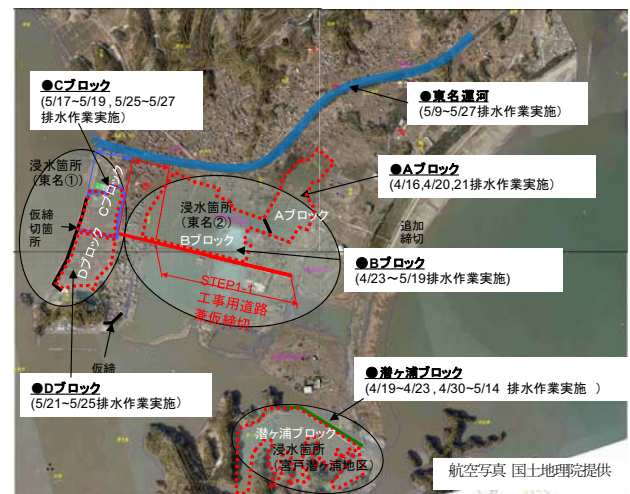 ●Cブロック
(5/17~5/19 , 5/25~5/27
排水作業実施)
●東名運河
(5/9~5/27排水作業実施)
浸水箇所
(東名①)
Cブロック
●Aブロック
(4/16,4/20,21排水作業実施)
浸水箇所
(東名②)
Aブロック
仮締
切箇
所
追加
締切
Bブロック
Dブロック
●Bブロック
(4/23～5/19排水作業実施)
STEP1-1
工事用道路
兼仮締切
仮締
●Dブロック
(5/21~5/25排水作業実施)
●潜ヶ浦ブロック
(4/19~4/23 , 4/30~5/14 排水作業実施 )
潜ヶ浦ブロック
浸水箇所
(宮戸潜ヶ浦地区)
航空写真 国土地理院提供